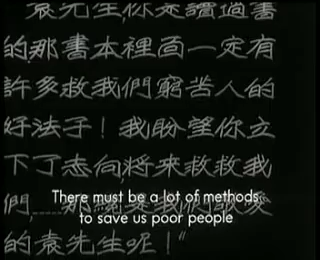 袁先生,你是讀過書
的那書本裡面一定有
許多救我們窮苦人的
好法子！我盼望你立
下了志向,將來救救我
們
There must be a lot of methods
to save us poor people
的袁先生呢！"